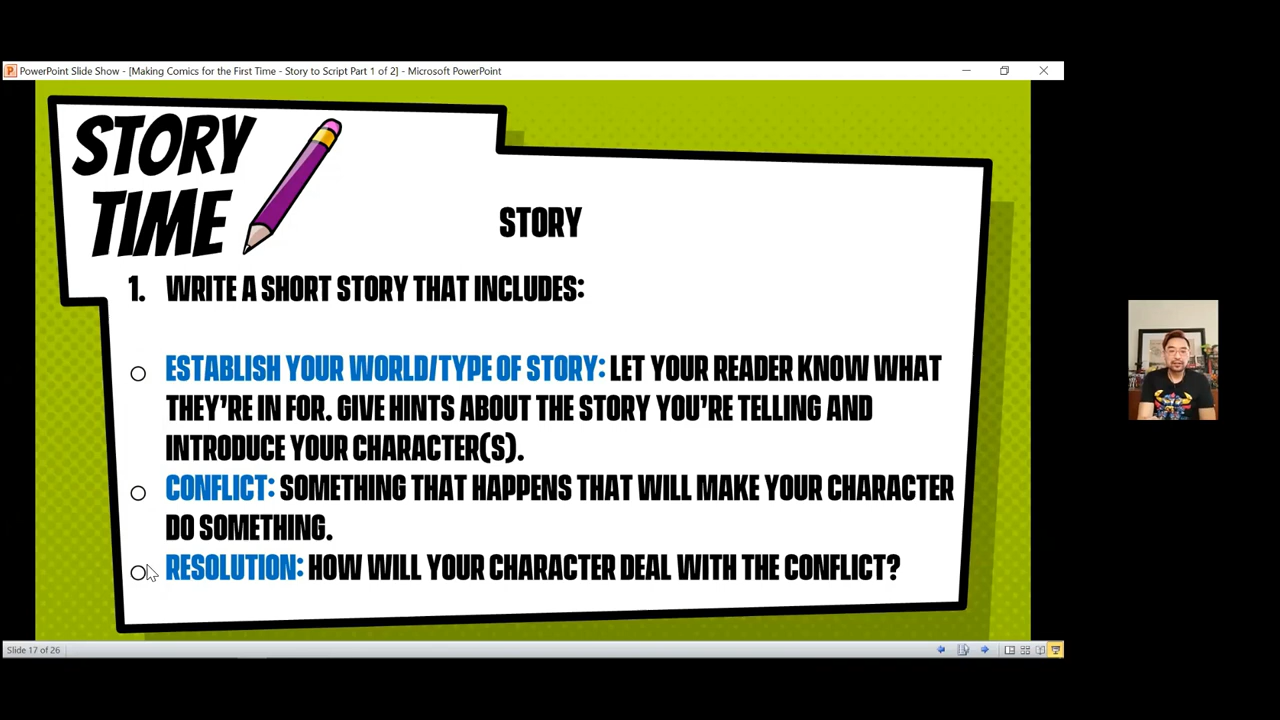 PowerPoint Slide Show - [Making Comics for the First Time - Story to Script Part 1 of 2] - Microsoft PowerPoint
STORY
TIME
STORY
1. WRITE A SHORT STORY THAT INCLUDES:
ESTABLISH YOUR WORLD/TYPE OF STORY: LET YOUR READER KNOW WHAT
THEY'RE IN FOR. GIVE HINTS ABOUT THE STORY YOU'RE TELLING AND
INTRODUCE YOUR CHARACTER(S).
CONFLICT: SOMETHING THAT HAPPENS THAT WILL MAKE YOUR CHARACTER
DO SOMETHING.
RESOLUTION: HOW WILL YOUR CHARACTER DEAL WITH THE CONFLICT?
Slide 17 of 26